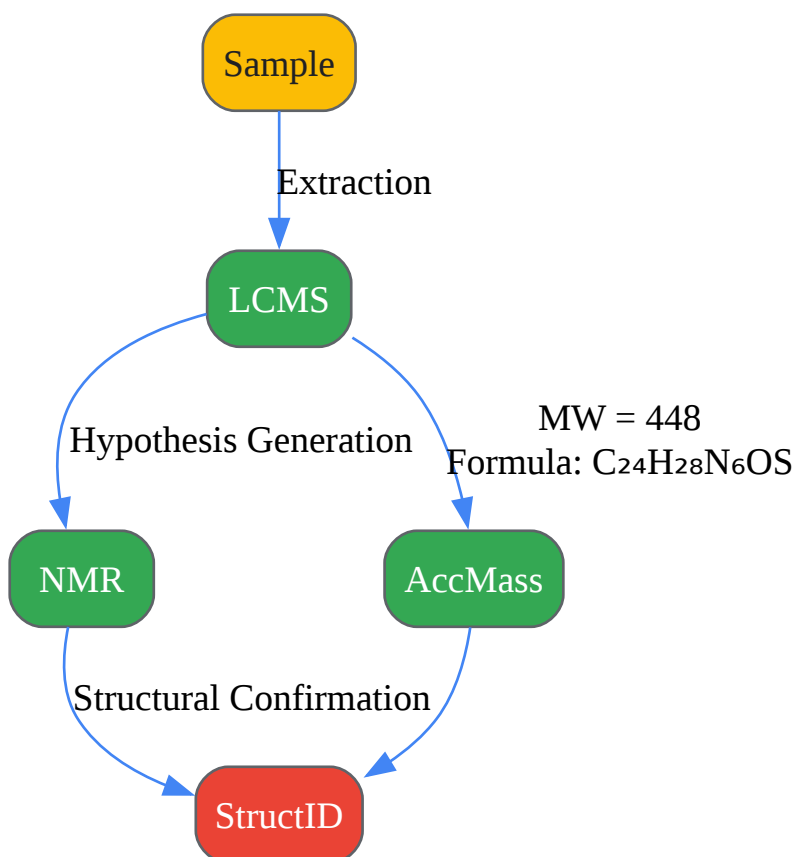 Sample
Extraction
LCMS
MW = 448
Hypothesis Generation
Formula: C₂₄H₂₈N₆OS
NMR
AccMass
Structural Confirmation
StructID